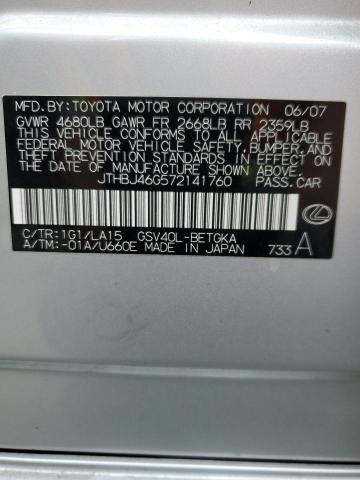 MFD. BY: TOYOTA MOTOR CORPORATION 06/07
GVWR 4680LB GAWR FR 2668LB RR 2359LB
THIS VEHICLE CONFORMS TO ALL APPLICABLE
FEDERAL MOTOR VEHICLE SAFETY, BUMPER, AND
THEFT PREVENTION STANDARDS IN EFFECT ON
THE DATE OF MANUFACTURE SHOWN ABOVE.
JTHBJ46G572141760 PASS.CAR
C/TR: 1G1/LA15 GSV40L-BETGKA
A/TM: -01A/U660E MADE IN JAPAN 733 A